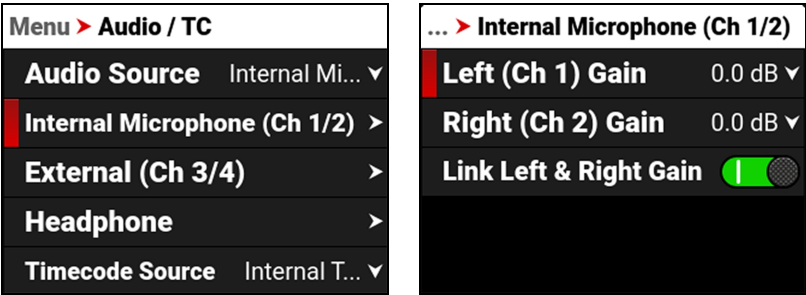 Menu ➤ Audio / TC
Audio Source Internal Mi...
Internal Microphone (Ch 1/2)
External (Ch 3/4)
Headphone
Timecode Source Internal T...
... ➤ Internal Microphone (Ch 1/2)
Left (Ch 1) Gain 0.0 dB
Right (Ch 2) Gain 0.0 dB
Link Left & Right Gain